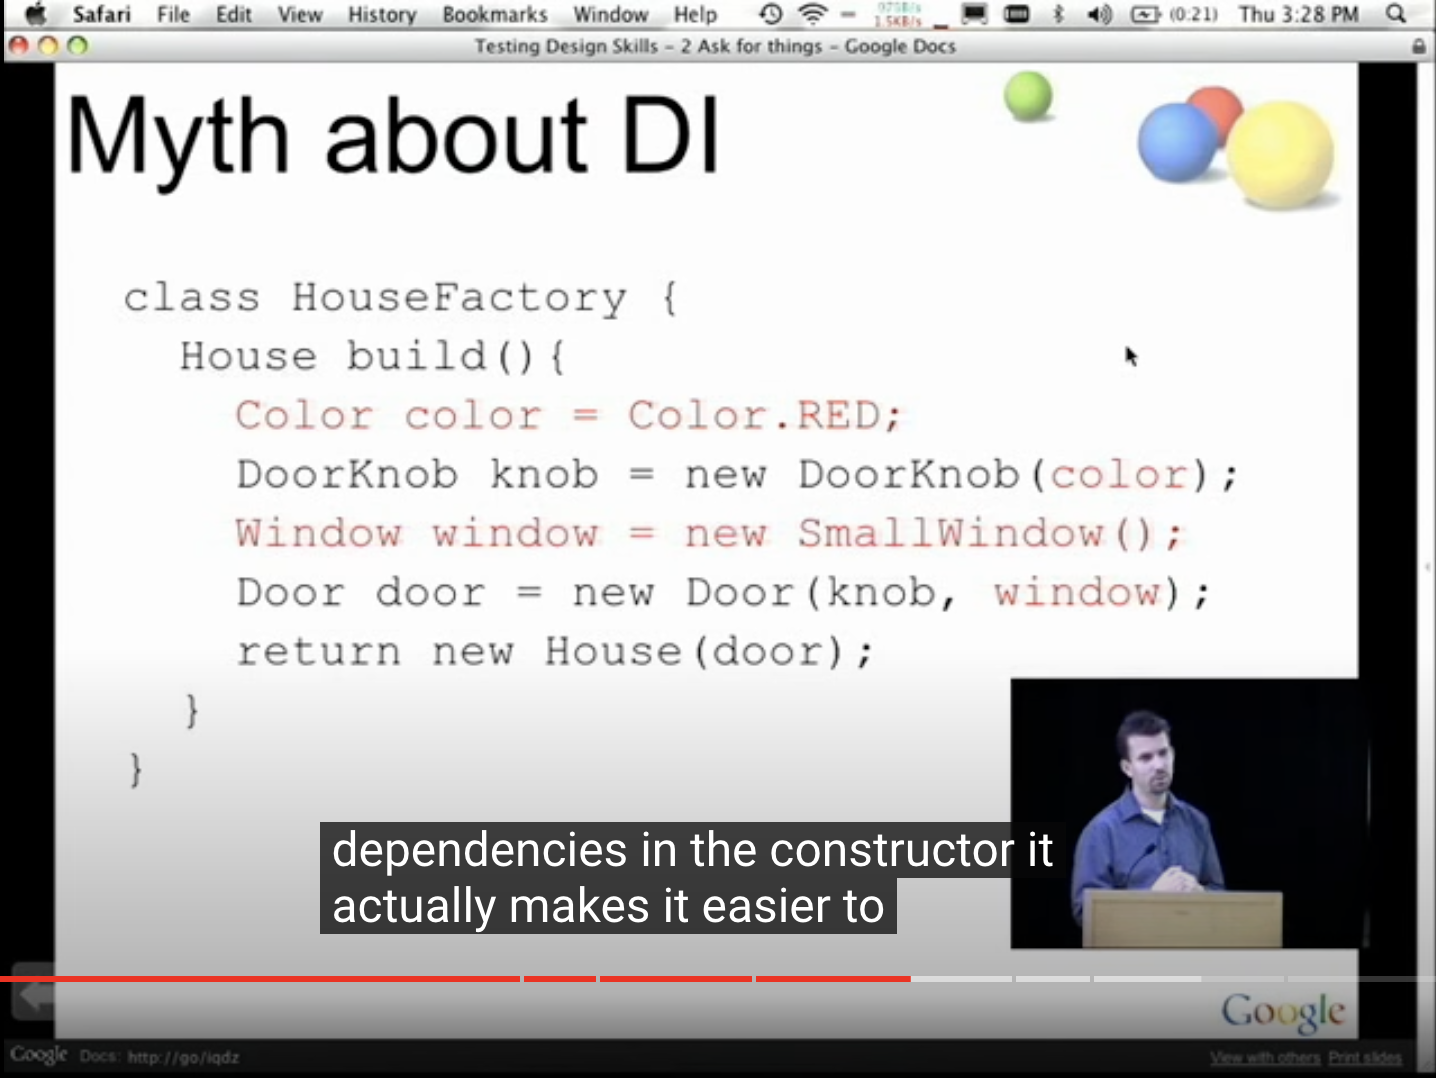 Safari File Edit View History Bookmarks Window Help (0:21) Thu 3:28 PM
Testing Design Skills – 2 Ask for things – Google Docs
Myth about DI
class HouseFactory {
House build(){
Color color = Color.RED;
DoorKnob knob = new DoorKnob(color);
Window window = new SmallWindow();
Door door = new Door(knob, window);
return new House(door);
}
}
dependencies in the constructor it
actually makes it easier to
Google
Google Docs: http://go/iqdz View with others Print slides